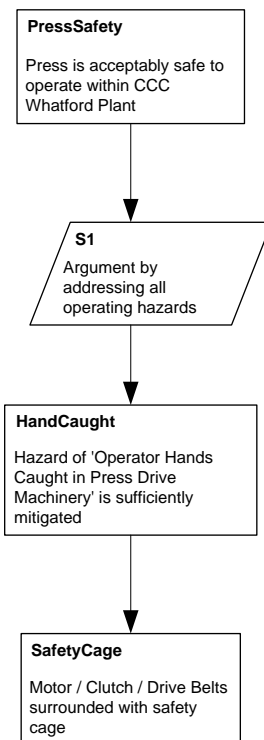 PressSafety
Press is acceptably safe to
operate within CCC
Whatford Plant
S1
Argument by
addressing all
operating hazards
HandCaught
Hazard of 'Operator Hands
Caught in Press Drive
Machinery' is sufficiently
mitigated
SafetyCage
Motor / Clutch / Drive Belts
surrounded with safety
cage